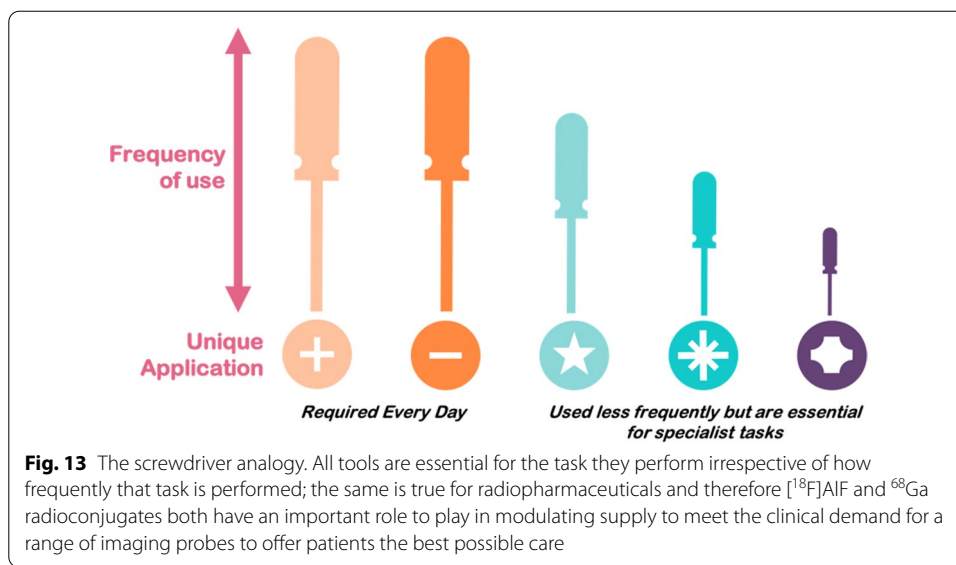 Frequency
of use
Unique
Application
Required Every Day
Used less frequently but are essential
for specialist tasks
Fig. 13 The screwdriver analogy. All tools are essential for the task they perform irrespective of how
frequently that task is performed; the same is true for radiopharmaceuticals and therefore [¹⁸F]AlF and ⁶⁸Ga
radioconjugates both have an important role to play in modulating supply to meet the clinical demand for a
range of imaging probes to offer patients the best possible care